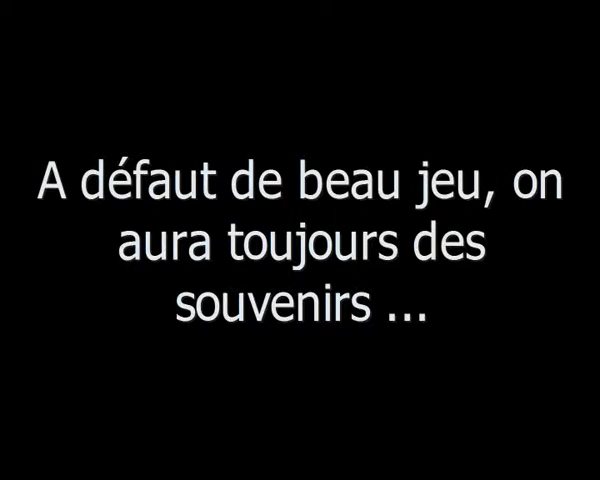 A défaut de beau jeu, on
aura toujours des
souvenirs ...